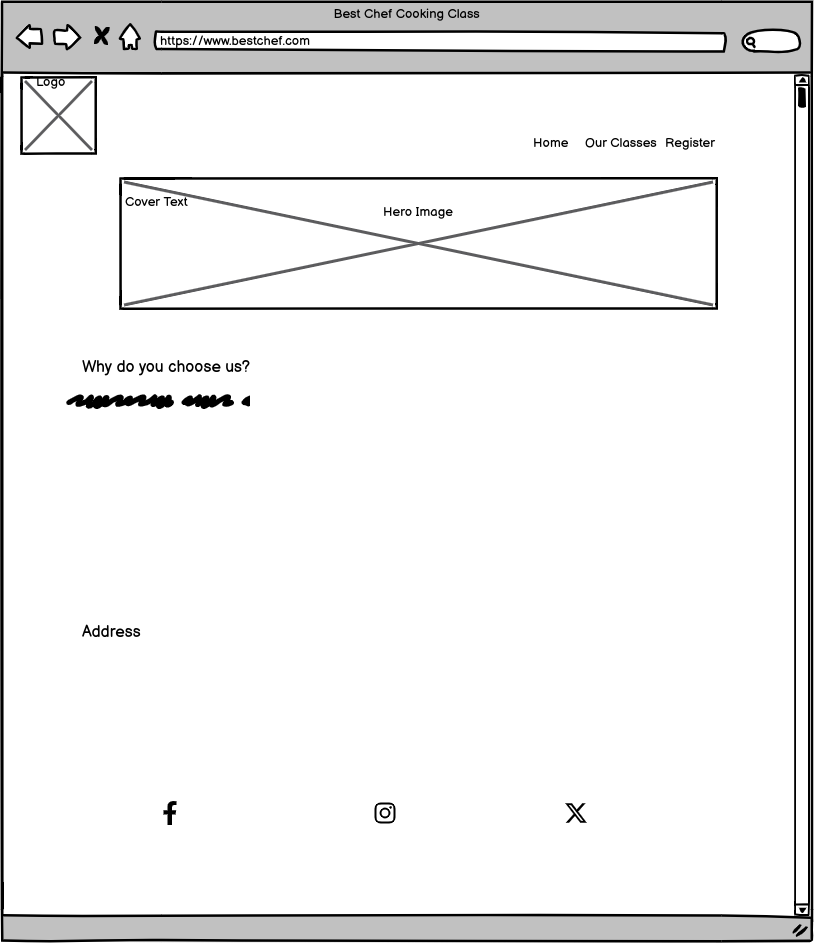 Best Chef Cooking Class
https://www.bestchef.com
Logo
Home Our Classes Register
Cover Text
Hero Image
Why do you choose us?
Address